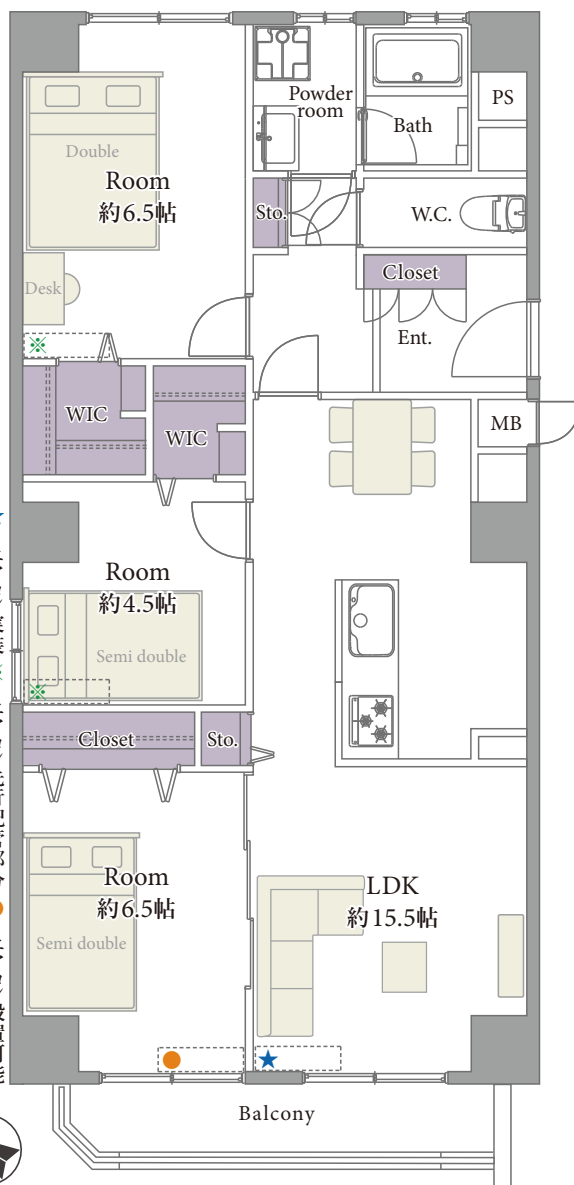 Powder
room
PS
Bath
Double
Room
約6.5帖
Sto.
W.C.
Closet
Desk
Ent.
※
WIC
WIC
MB
Room
約4.5帖
Semi double
※
Closet
Sto.
Room
約6.5帖
LDK
約15.5帖
Semi double
● ★
Balcony